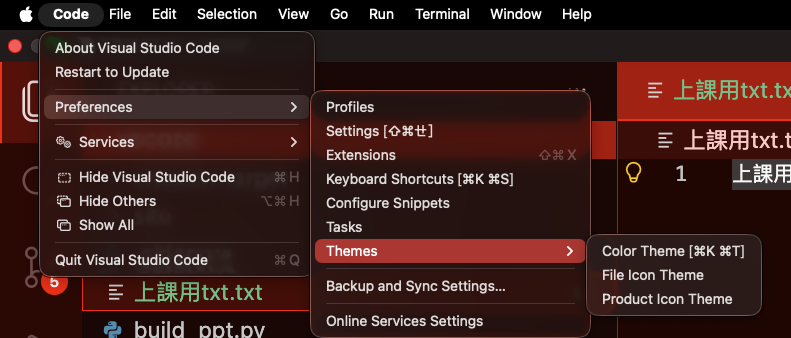 Code File Edit Selection View Go Run Terminal Window Help
About Visual Studio Code
Restart to Update
Preferences
Services
Hide Visual Studio Code ⌘H
Hide Others ⌥⌘H
Show All
Quit Visual Studio Code ⌘Q
Profiles
Settings [⇧⌘ㄝ]
Extensions ⇧⌘X
Keyboard Shortcuts [⌘K ⌘S]
Configure Snippets
Tasks
Themes
Backup and Sync Settings...
Online Services Settings
Color Theme [⌘K ⌘T]
File Icon Theme
Product Icon Theme
上課用txt.tx
上課用txt.tx
1 上課用
5
上課用txt.txt
build_ppt.py